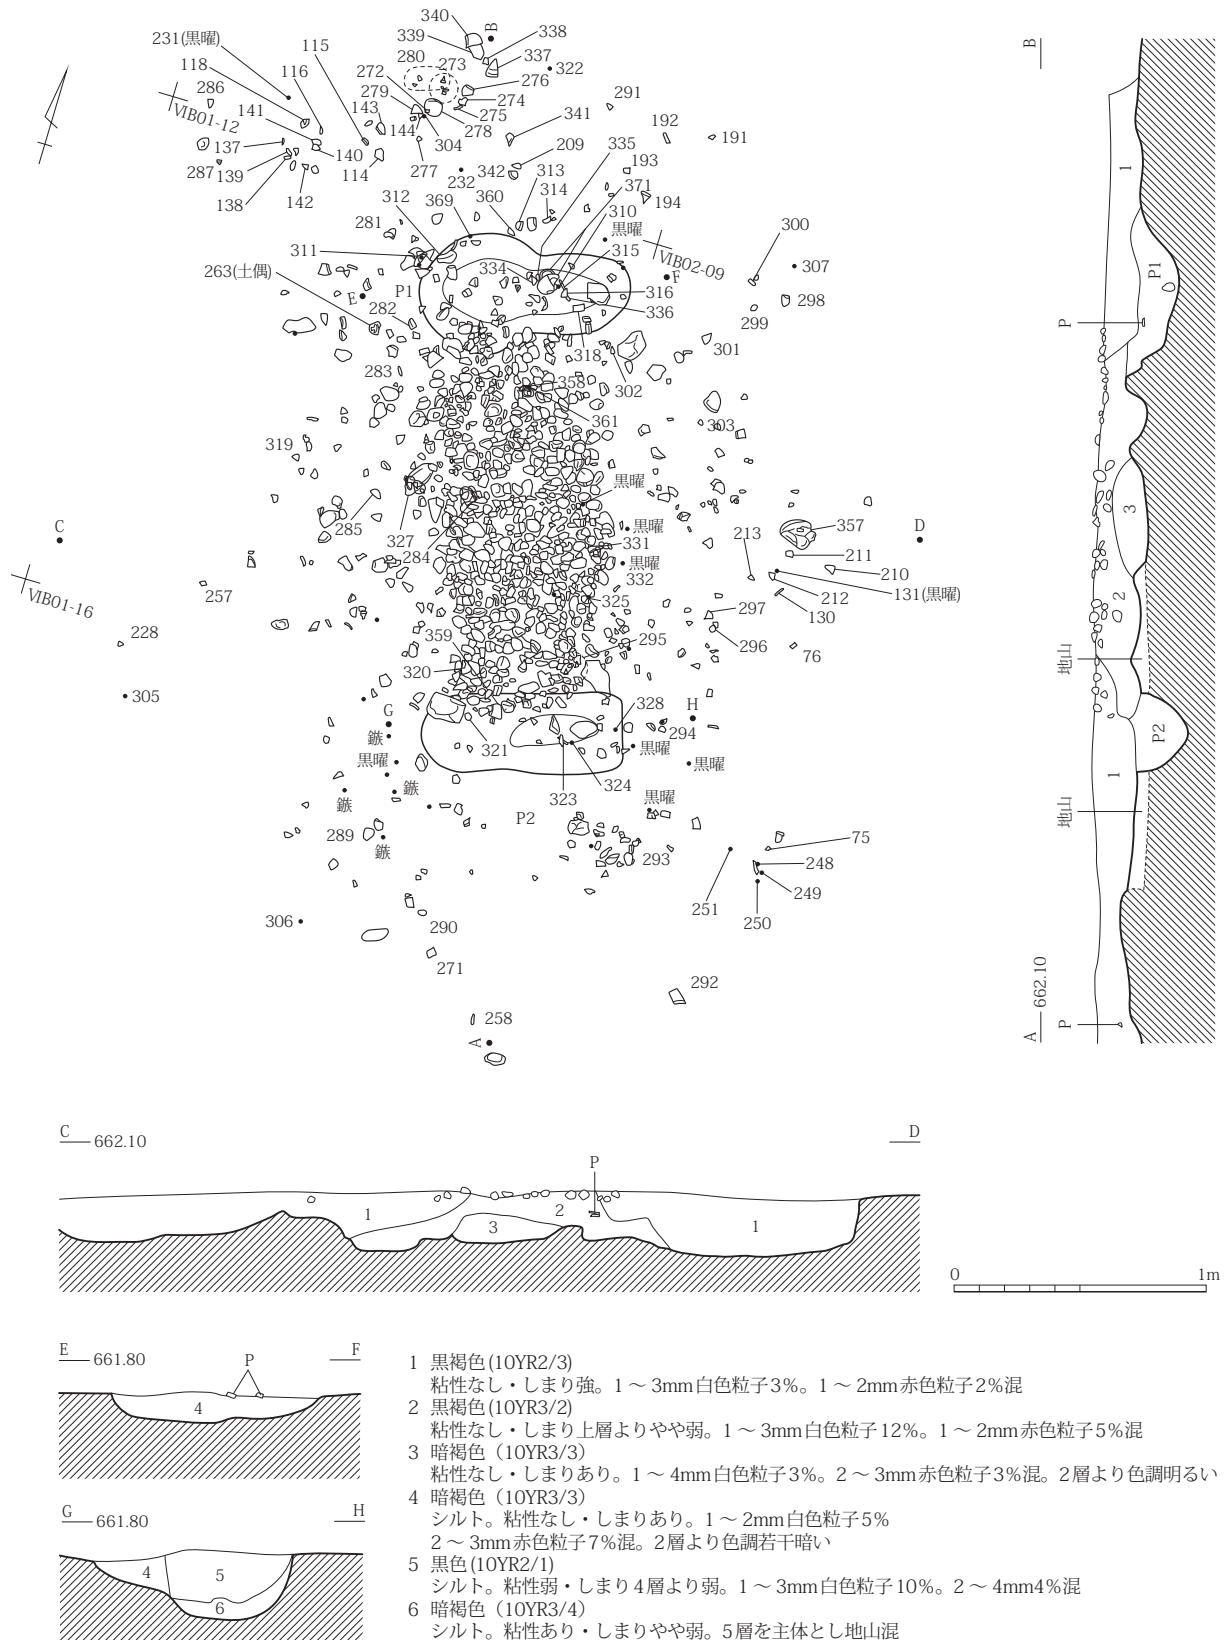 340
B
231(黒曜)
339
338
115
280
273
337
118
116
272
322
286
276
279
141
143
274
291
VIB01-12
275
192
144
278
341
191
137
304
335
140
209
277
193
287
139
114
342
313
371
232
138
142
312
360
314
194
369
310
281
黒曜
300
311
315
VIB02-09
307
263(土偶)
334
F
E
P1
316
298
282
336
299
318
301
283
358
302
361
303
319
黒曜
285
357
C
D
327
黒曜
213
284
331
211
黒曜
210
VIB01-16
332
257
212
131(黒曜)
325
297
130
228
359
295
296
76
320
305
G
328
H
鏃
294
321
黒曜
黒曜
黒曜
324
鏃
鏃
323
黒曜
P2
289
75
鏃
293
248
249
251
250
306
290
271
292
258
A
B
1
P1
P
3
2
地山
P2
1
地山
A
662.10
P
C
662.10
D
P
1
2
3
1
0
1m
E
661.80
P
F
4
G
661.80
H
4
5
6
1 黒褐色(10YR2/3)
粘性なし・しまり強。1～3mm白色粒子3%。1～2mm赤色粒子2%混
2 黒褐色(10YR3/2)
粘性なし・しまり上層よりやや弱。1～3mm白色粒子12%。1～2mm赤色粒子5%混
3 暗褐色（10YR3/3）
粘性なし・しまりあり。1～4mm白色粒子3%。2～3mm赤色粒子3%混。2層より色調明るい
4 暗褐色（10YR3/3）
シルト。粘性なし・しまりあり。1～2mm白色粒子5%
2～3mm赤色粒子7%混。2層より色調若干暗い
5 黒色(10YR2/1)
シルト。粘性弱・しまり4層より弱。1～3mm白色粒子10%。2～4mm4%混
6 暗褐色（10YR3/4）
シルト。粘性あり・しまりやや弱。5層を主体とし地山混